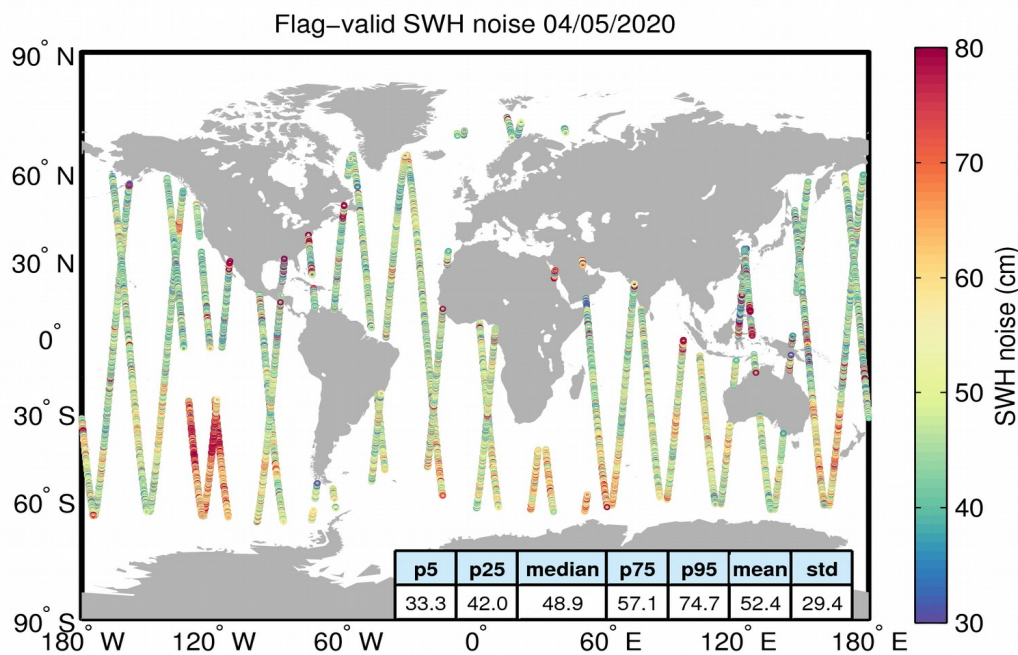 Flag−valid SWH noise 04/05/2020
90° N
60° N
30° N
0°
30° S
60° S
90° S
180° W
120° W
60° W
0°
60° E
120° E
180° E
p5 p25 median p75 p95 mean std
33.3 42.0 48.9 57.1 74.7 52.4 29.4
80
70
60
50
40
30
SWH noise (cm)